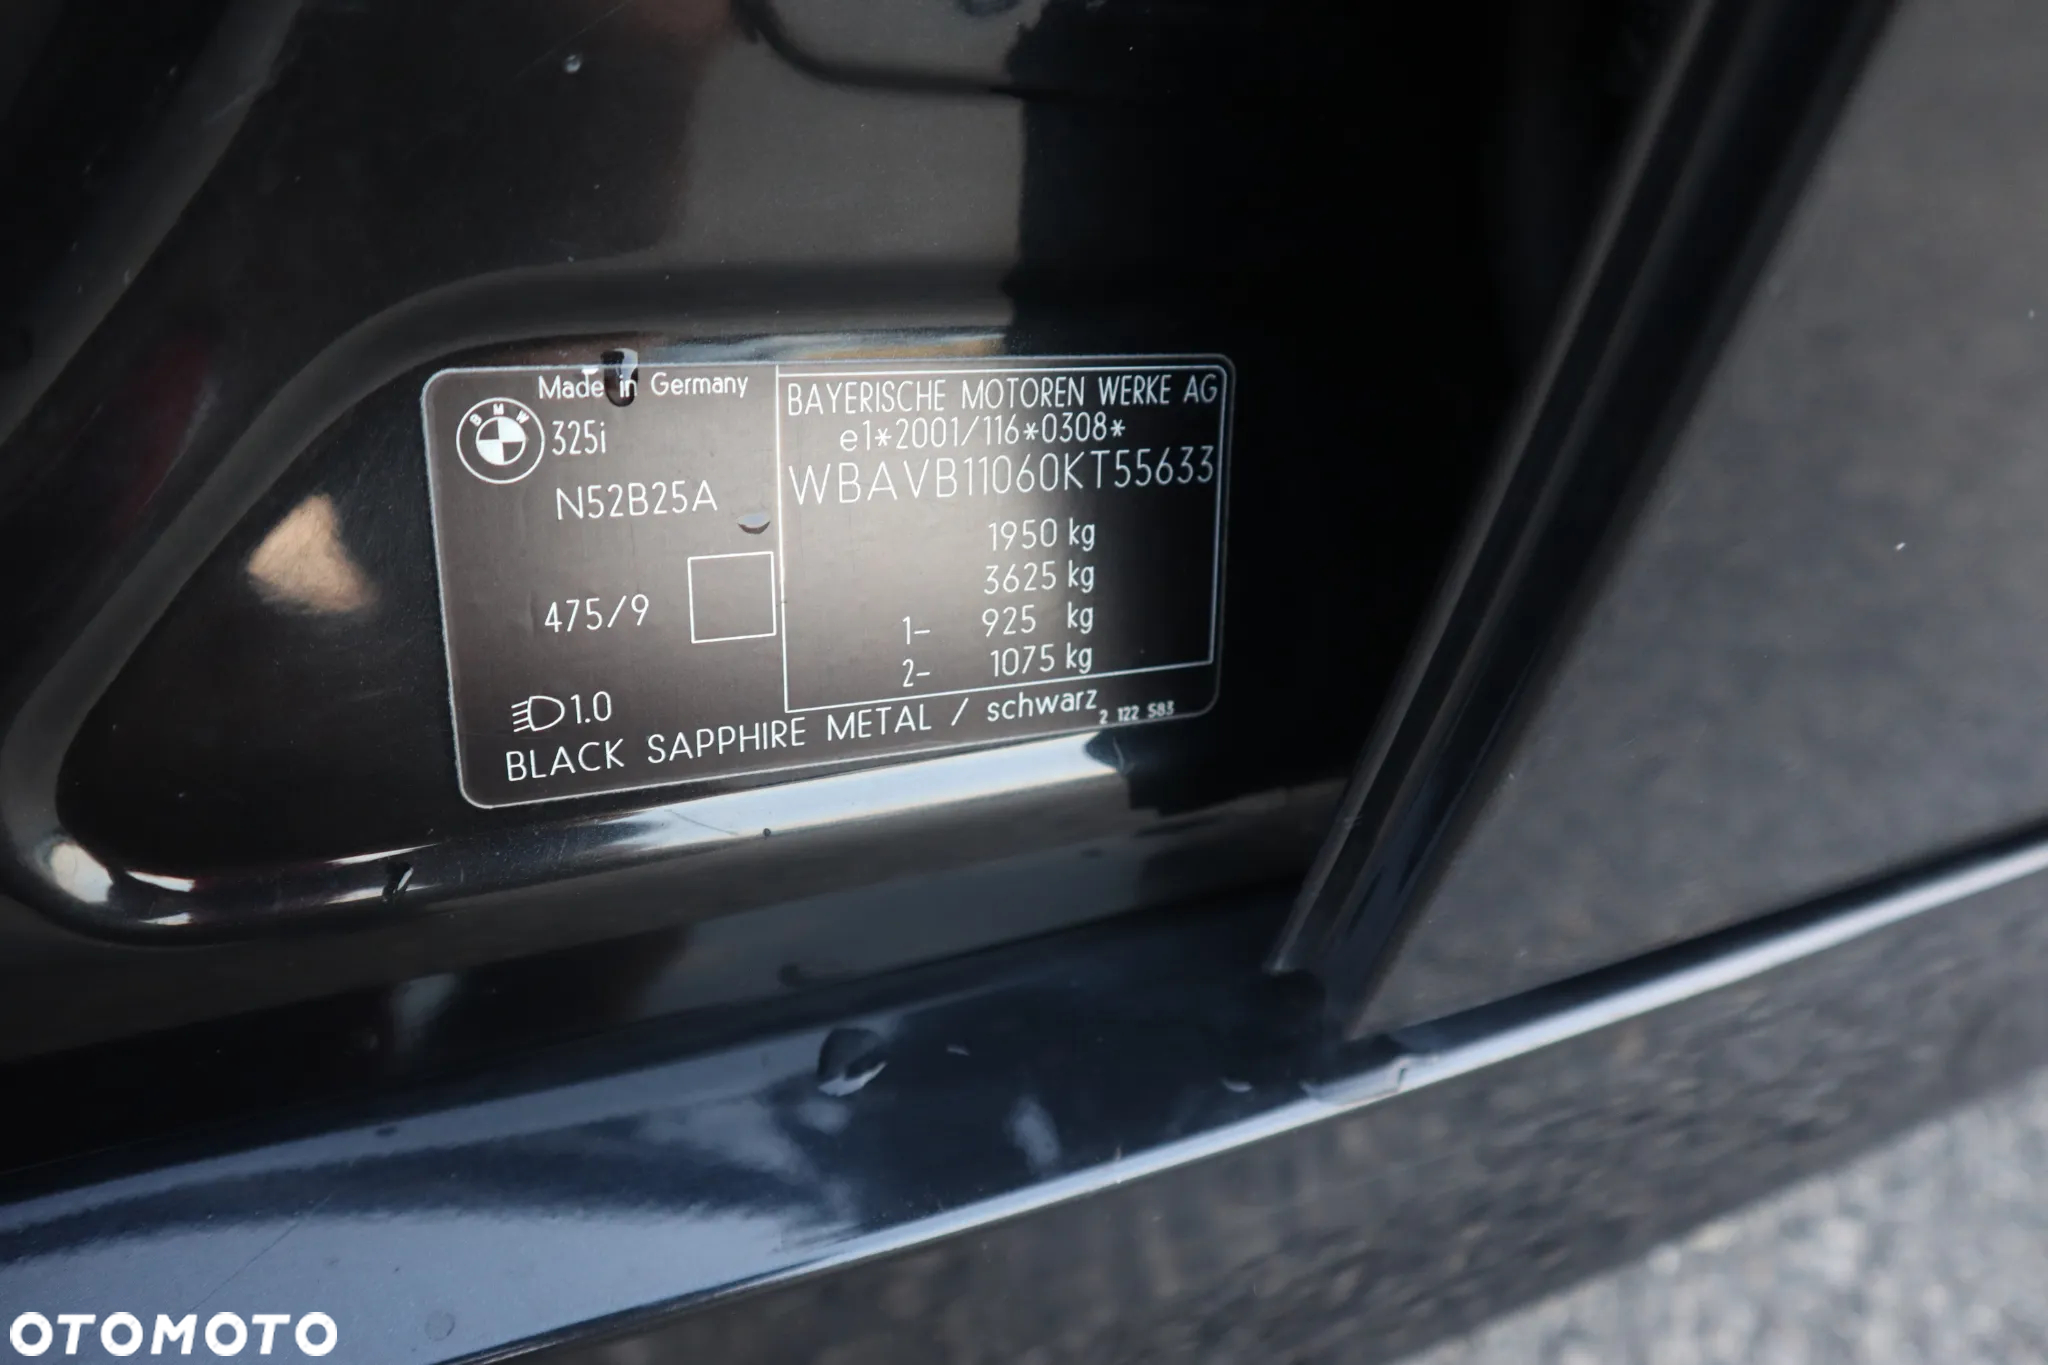 Made in Germany
BMW
325i
N52B25A
475/9
1.0
BAYERISCHE MOTOREN WERKE AG
e1*2001/116*0308*
WBAVB11060KT55633
1950 kg
3625 kg
1- 925 kg
2- 1075 kg
BLACK SAPPHIRE METAL / schwarz
2 122 583
OTOMOTO